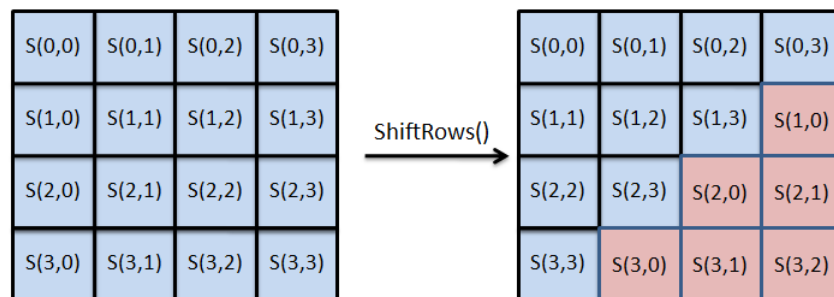 S(0,0) S(0,1) S(0,2) S(0,3)
S(1,0) S(1,1) S(1,2) S(1,3)
S(2,0) S(2,1) S(2,2) S(2,3)
S(3,0) S(3,1) S(3,2) S(3,3)
ShiftRows()
S(0,0) S(0,1) S(0,2) S(0,3)
S(1,1) S(1,2) S(1,3) S(1,0)
S(2,2) S(2,3) S(2,0) S(2,1)
S(3,3) S(3,0) S(3,1) S(3,2)